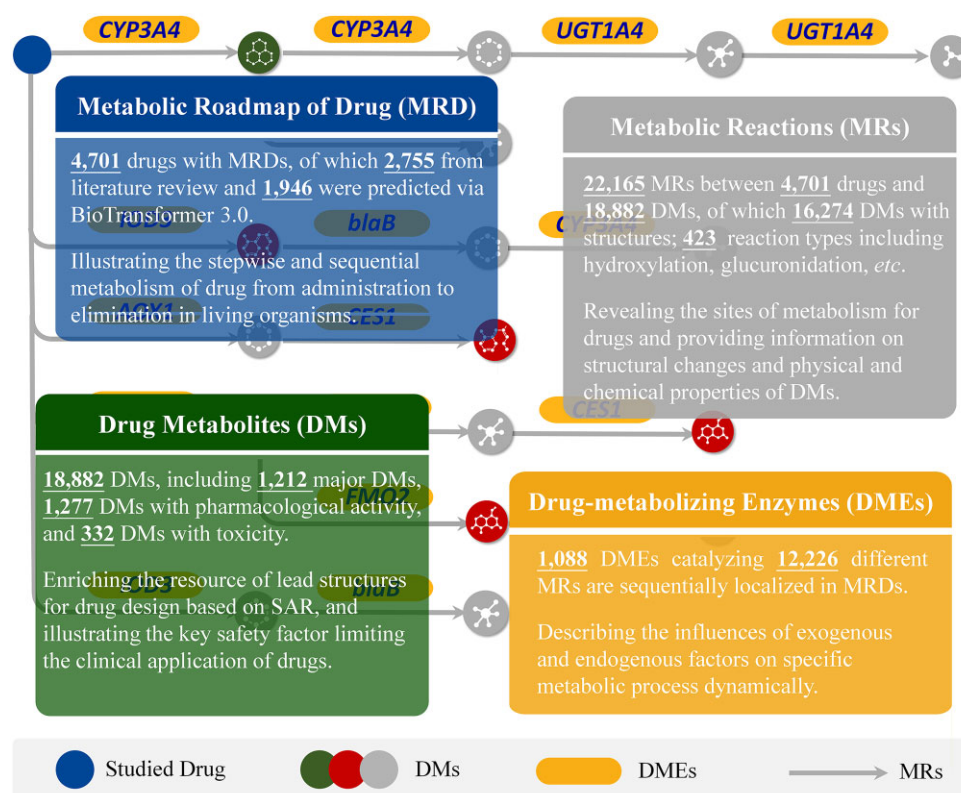 CYP3A4 CYP3A4 UGT1A4 UGT1A4
Metabolic Roadmap of Drug (MRD)
4,701 drugs with MRDs, of which 2,755 from
literature review and 1,946 were predicted via
BioTransformer 3.0.
Illustrating the stepwise and sequential
metabolism of drug from administration to
elimination in living organisms.
blaB
CES1
Metabolic Reactions (MRs)
22,165 MRs between 4,701 drugs and
18,882 DMs, of which 16,274 DMs with
structures; 423 reaction types including
hydroxylation, glucuronidation, etc.
Revealing the sites of metabolism for
drugs and providing information on
structural changes and physical and
chemical properties of DMs.
CYP3A4
CES1
Drug Metabolites (DMs)
18,882 DMs, including 1,212 major DMs,
1,277 DMs with pharmacological activity,
and 332 DMs with toxicity.
Enriching the resource of lead structures
for drug design based on SAR, and
illustrating the key safety factor limiting
the clinical application of drugs.
FMO2
blaB
Drug-metabolizing Enzymes (DMEs)
1,088 DMEs catalyzing 12,226 different
MRs are sequentially localized in MRDs.
Describing the influences of exogenous
and endogenous factors on specific
metabolic process dynamically.
Studied Drug DMs DMEs MRs